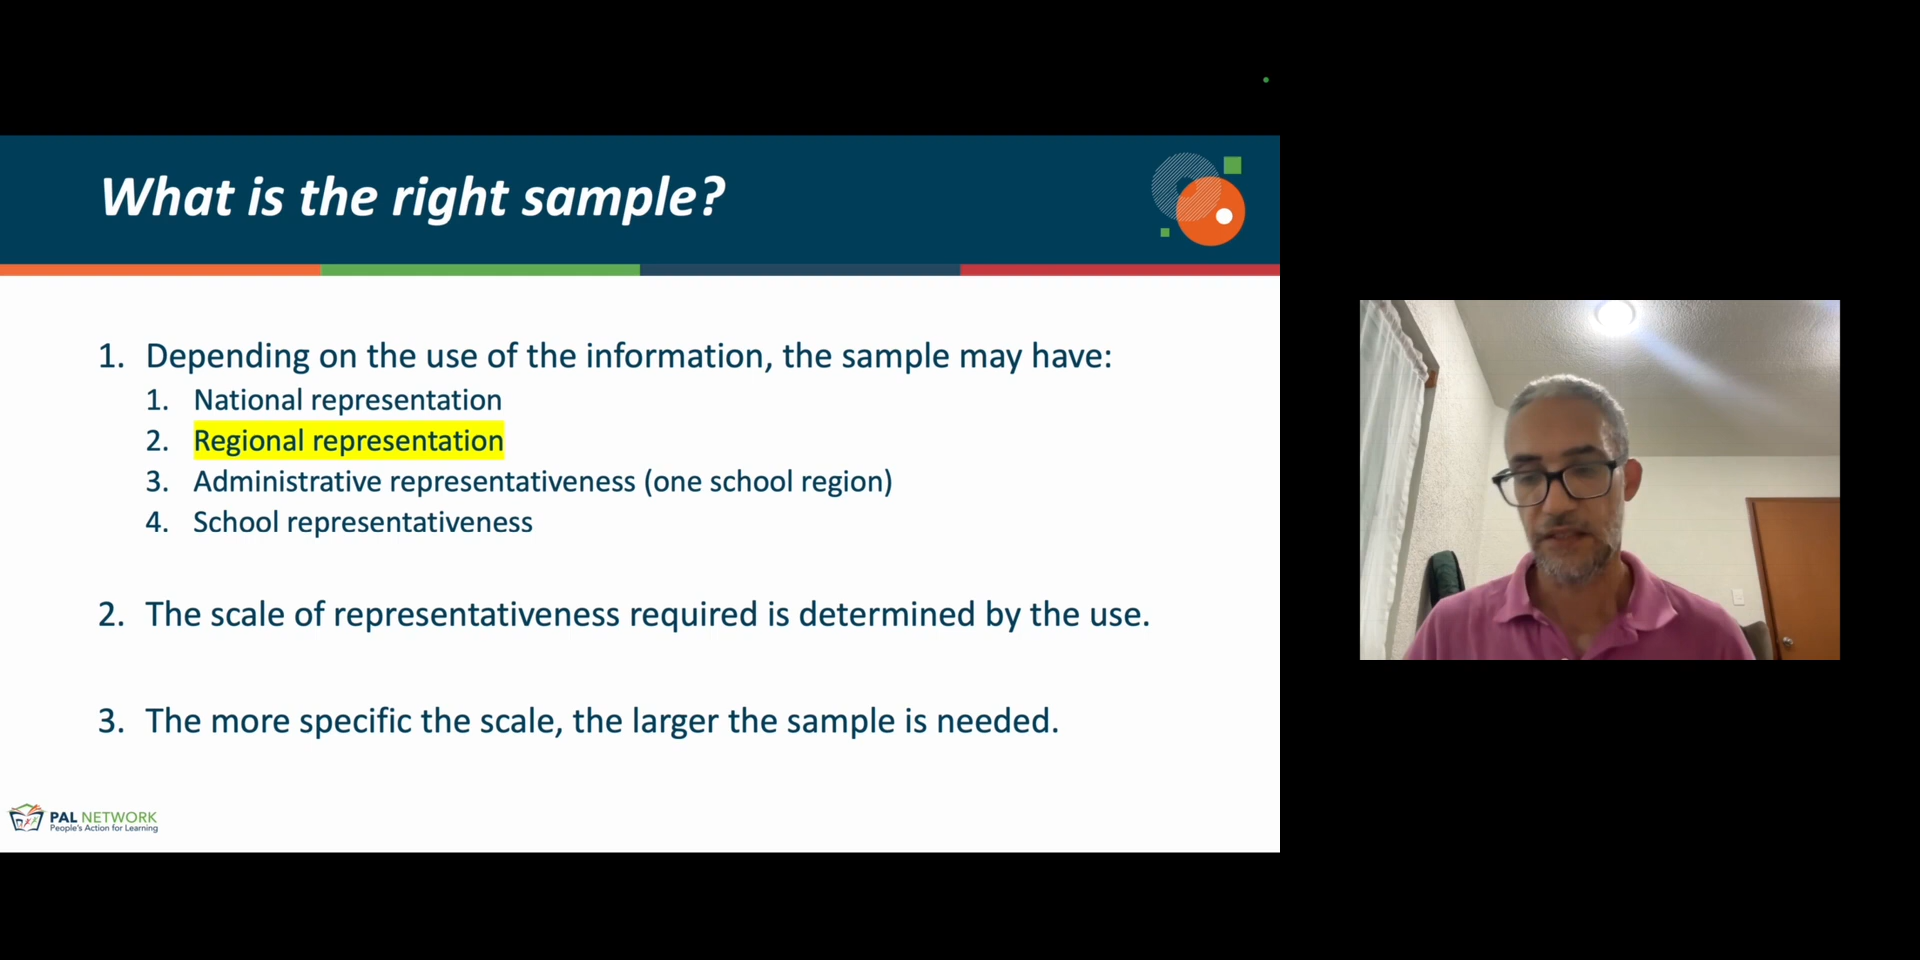 What is the right sample?
1. Depending on the use of the information, the sample may have:
1. National representation
2. Regional representation
3. Administrative representativeness (one school region)
4. School representativeness
2. The scale of representativeness required is determined by the use.
3. The more specific the scale, the larger the sample is needed.
PAL NETWORK
People's Action for Learning